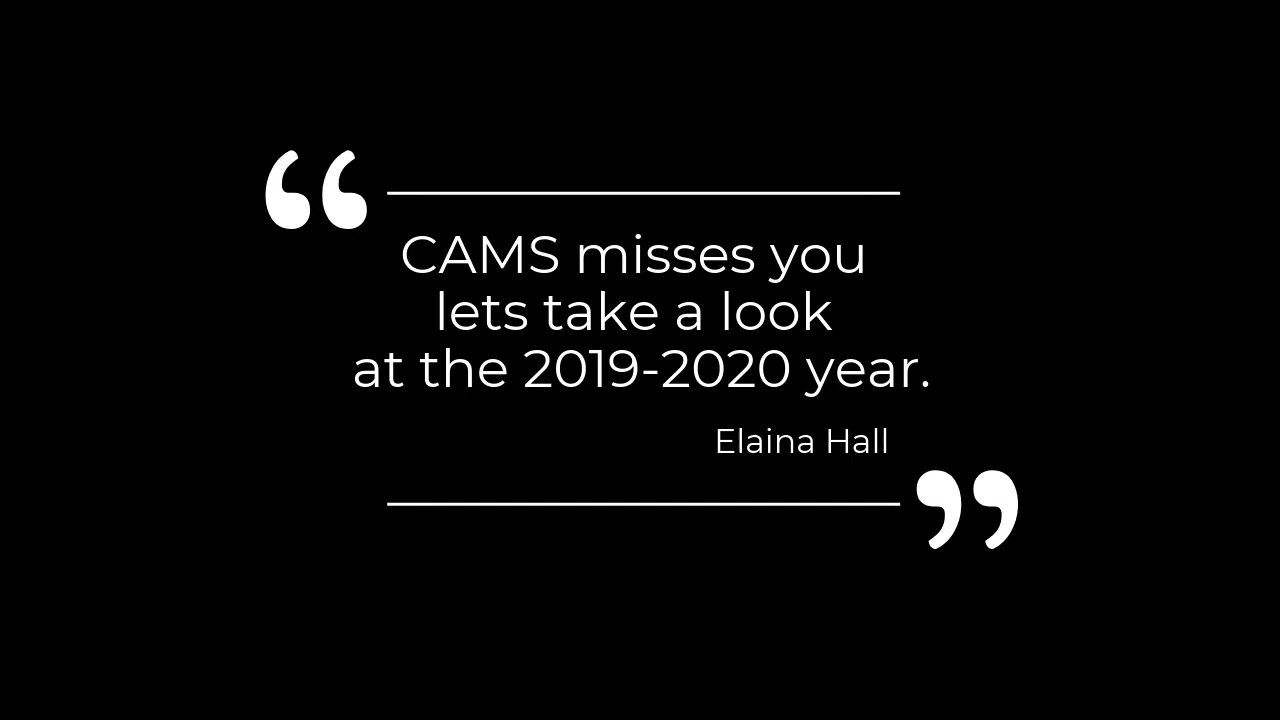 CAMS misses you
lets take a look
at the 2019-2020 year.
Elaina Hall